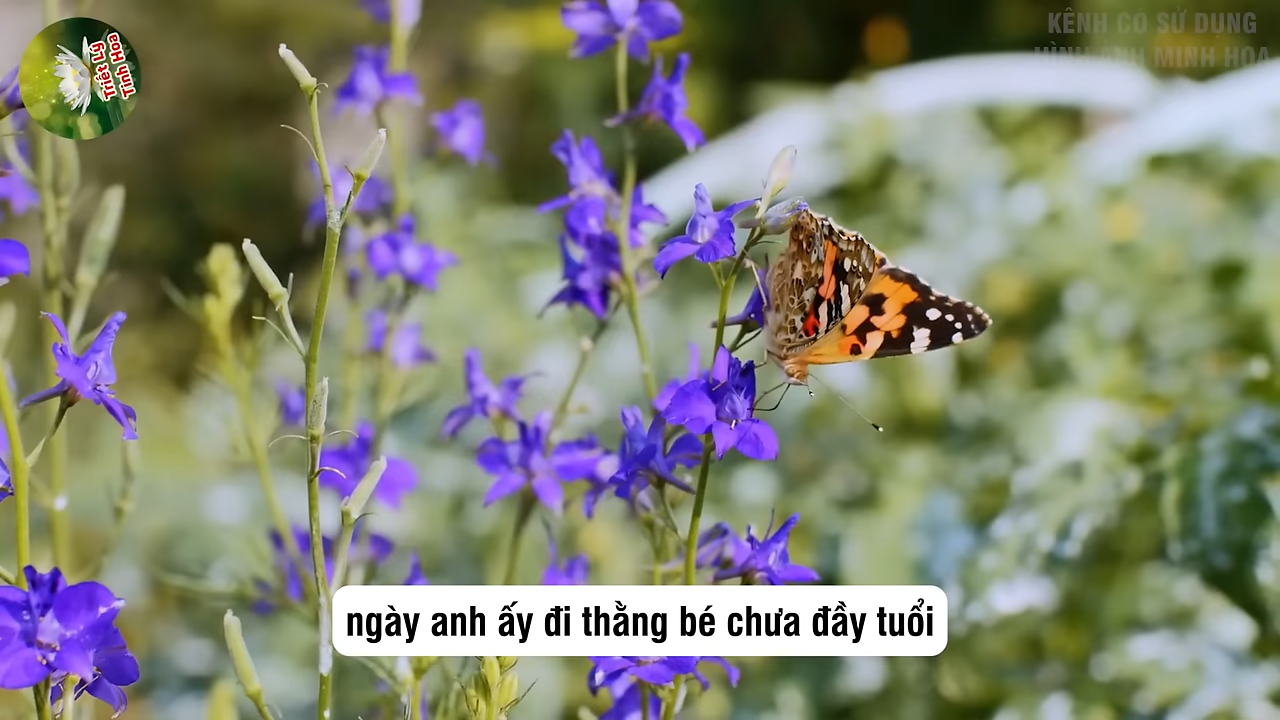 Triết Lý
Tinh Hoa
KÊNH CÓ SỬ DỤNG
HÌNH ẢNH MINH HỌA
ngày anh ấy đi thằng bé chưa đầy tuổi